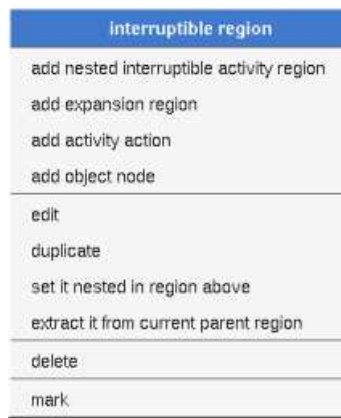 interruptible region
add nested interruptible activity region
add expansion region
add activity action
add object node
edit
duplicate
set it nested in region above
extract it from current parent region
delete
mark